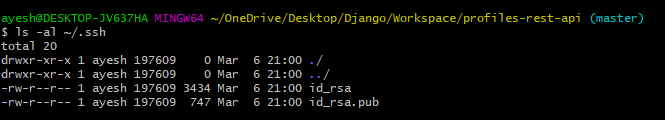 ayesh@DESKTOP-JV637HA MINGW64 ~/OneDrive/Desktop/Django/Workspace/profiles-rest-api (master)
$ ls -al ~/.ssh
total 20
drwxr-xr-x 1 ayesh 197609    0 Mar  6 21:00 ./
drwxr-xr-x 1 ayesh 197609    0 Mar  6 21:00 ../
-rw-r--r-- 1 ayesh 197609 3434 Mar  6 21:00 id_rsa
-rw-r--r-- 1 ayesh 197609  747 Mar  6 21:00 id_rsa.pub